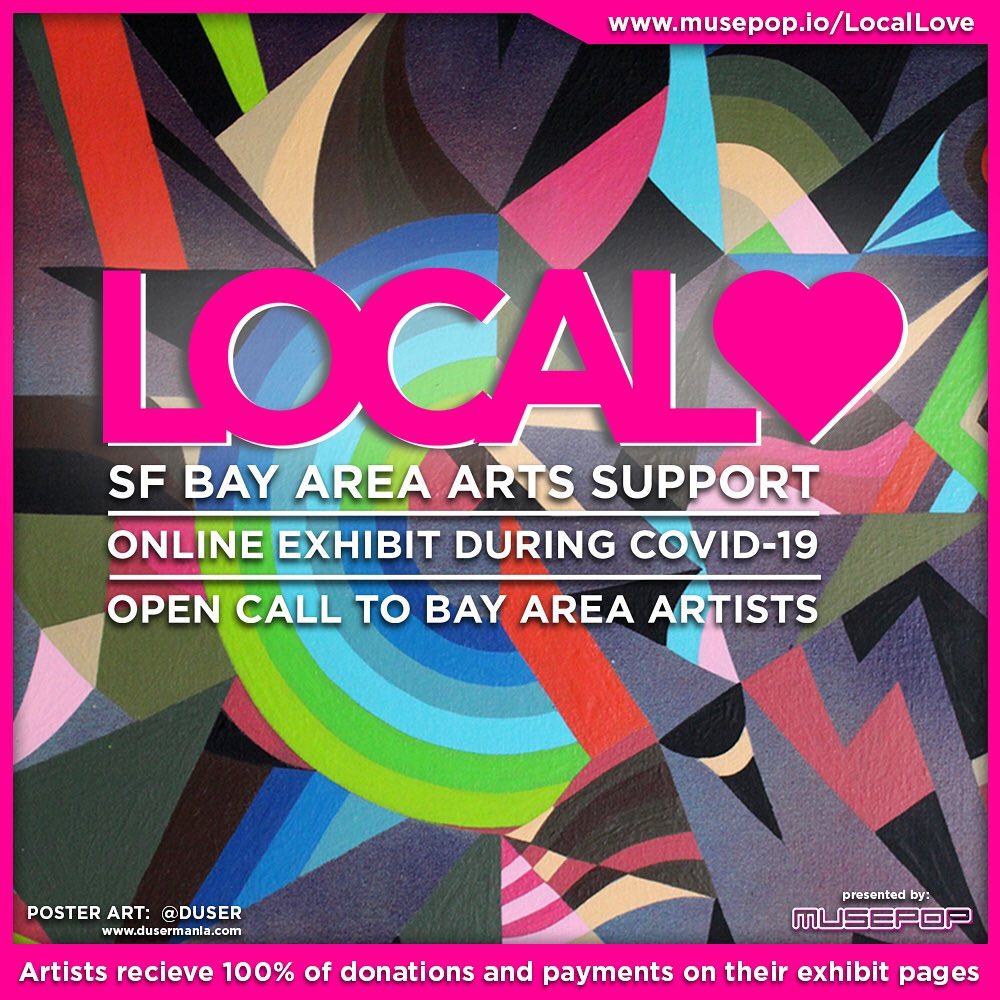 www.musepop.io/LocalLove
LOCAL
SF BAY AREA ARTS SUPPORT
ONLINE EXHIBIT DURING COVID-19
OPEN CALL TO BAY AREA ARTISTS
POSTER ART: @DUSER
www.dusermania.com
presented by:
MUSEPOP
Artists recieve 100% of donations and payments on their exhibit pages